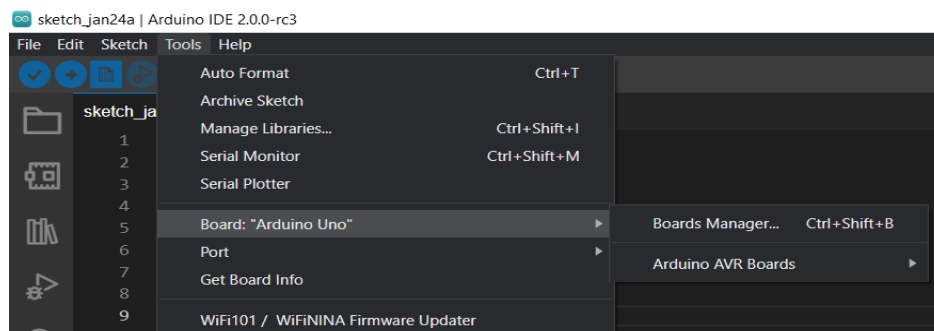 sketch_jan24a | Arduino IDE 2.0.0-rc3
File Edit Sketch Tools Help
Auto Format Ctrl+T
Archive Sketch
sketch_ja
Manage Libraries... Ctrl+Shift+I
1
Serial Monitor Ctrl+Shift+M
2
Serial Plotter
3
4
Board: "Arduino Uno" Boards Manager... Ctrl+Shift+B
5
Port Arduino AVR Boards
6
Get Board Info
7
8
WiFi101 / WiFiNINA Firmware Updater
9